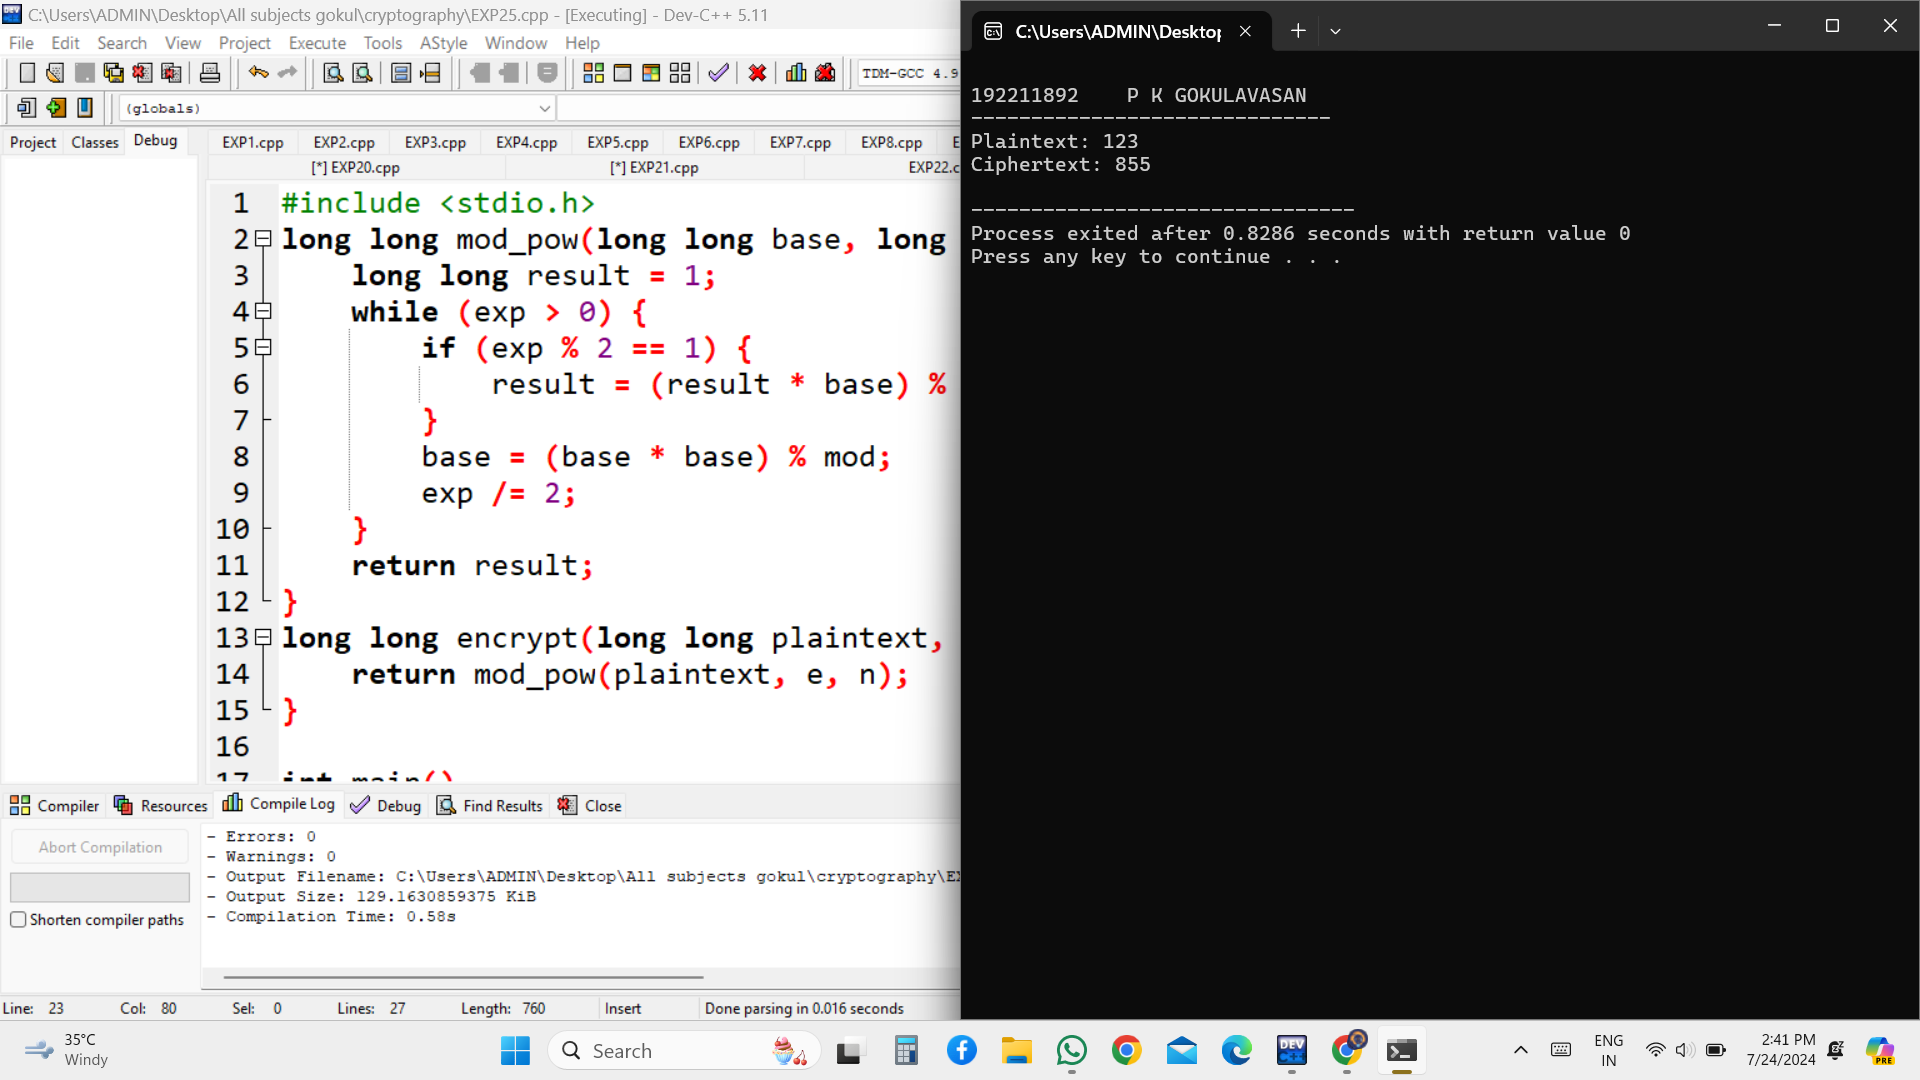 C:\Users\ADMIN\Desktop\All subjects gokul\cryptography\EXP25.cpp - [Executing] - Dev-C++ 5.11
File Edit Search View Project Execute Tools AStyle Window Help
TDM-GCC 4.9
(globals)
Project Classes Debug
EXP1.cpp EXP2.cpp EXP3.cpp EXP4.cpp EXP5.cpp EXP6.cpp EXP7.cpp EXP8.cpp E
[*] EXP20.cpp [*] EXP21.cpp EXP22.c
1 #include <stdio.h>
2 long long mod_pow(long long base, long
3 long long result = 1;
4 while (exp > 0) {
5 if (exp % 2 == 1) {
6 result = (result * base) %
7 }
8 base = (base * base) % mod;
9 exp /= 2;
10 }
11 return result;
12 }
13 long long encrypt(long long plaintext,
14 return mod_pow(plaintext, e, n);
15 }
16
17 int main()
Compiler Resources Compile Log Debug Find Results Close
Abort Compilation
Shorten compiler paths
- Errors: 0
- Warnings: 0
- Output Filename: C:\Users\ADMIN\Desktop\All subjects gokul\cryptography\EX
- Output Size: 129.1630859375 KiB
- Compilation Time: 0.58s
Line: 23 Col: 80 Sel: 0 Lines: 27 Length: 760 Insert Done parsing in 0.016 seconds
C:\Users\ADMIN\Desktop
192211892    P K GOKULAVASAN
------------------------------
Plaintext: 123
Ciphertext: 855
--------------------------------
Process exited after 0.8286 seconds with return value 0
Press any key to continue . . .
35°C
Windy
Search
DEV
C++
ENG
IN
2:41 PM
7/24/2024
PRE